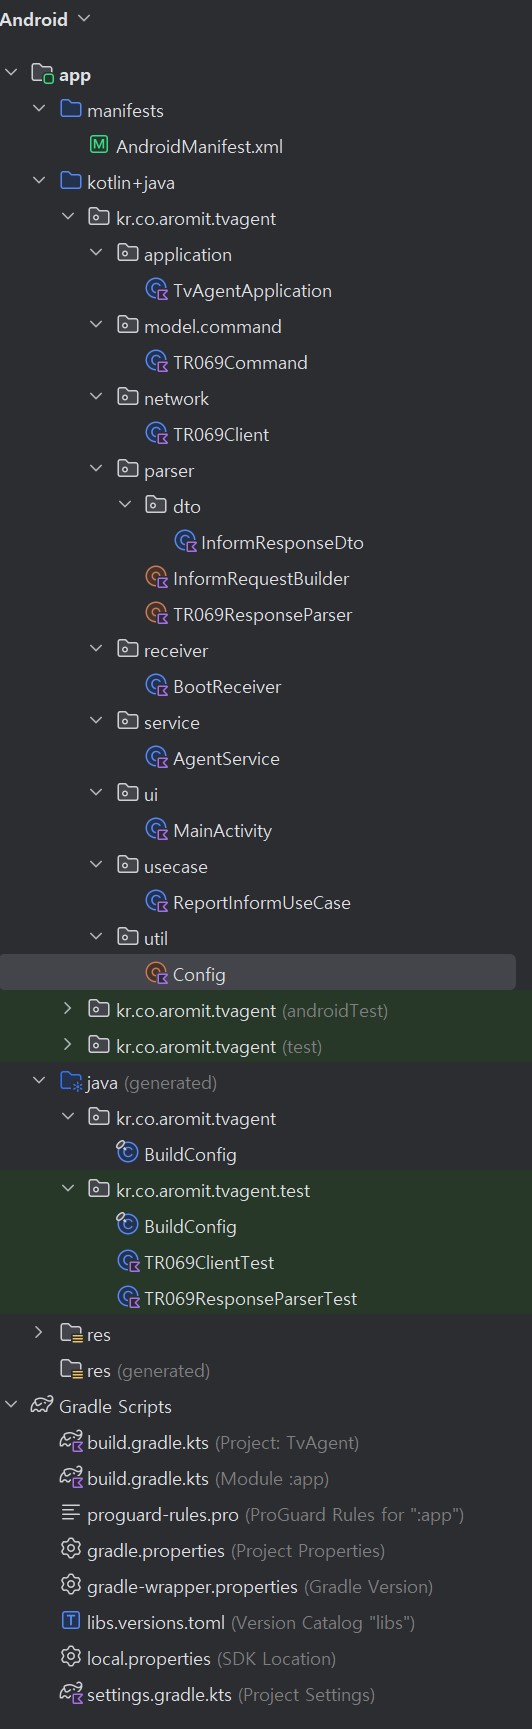 Android
app
manifests
M AndroidManifest.xml
kotlin+java
kr.co.aromit.tvagent
application
C TvAgentApplication
model.command
C TR069Command
network
C TR069Client
parser
dto
C InformResponseDto
C InformRequestBuilder
C TR069ResponseParser
receiver
C BootReceiver
service
C AgentService
ui
C MainActivity
usecase
C ReportInformUseCase
util
C Config
kr.co.aromit.tvagent (androidTest)
kr.co.aromit.tvagent (test)
java (generated)
kr.co.aromit.tvagent
C BuildConfig
kr.co.aromit.tvagent.test
C BuildConfig
C TR069ClientTest
C TR069ResponseParserTest
res
res (generated)
Gradle Scripts
build.gradle.kts (Project: TvAgent)
build.gradle.kts (Module :app)
proguard-rules.pro (ProGuard Rules for ":app")
gradle.properties (Project Properties)
gradle-wrapper.properties (Gradle Version)
T libs.versions.toml (Version Catalog "libs")
local.properties (SDK Location)
settings.gradle.kts (Project Settings)